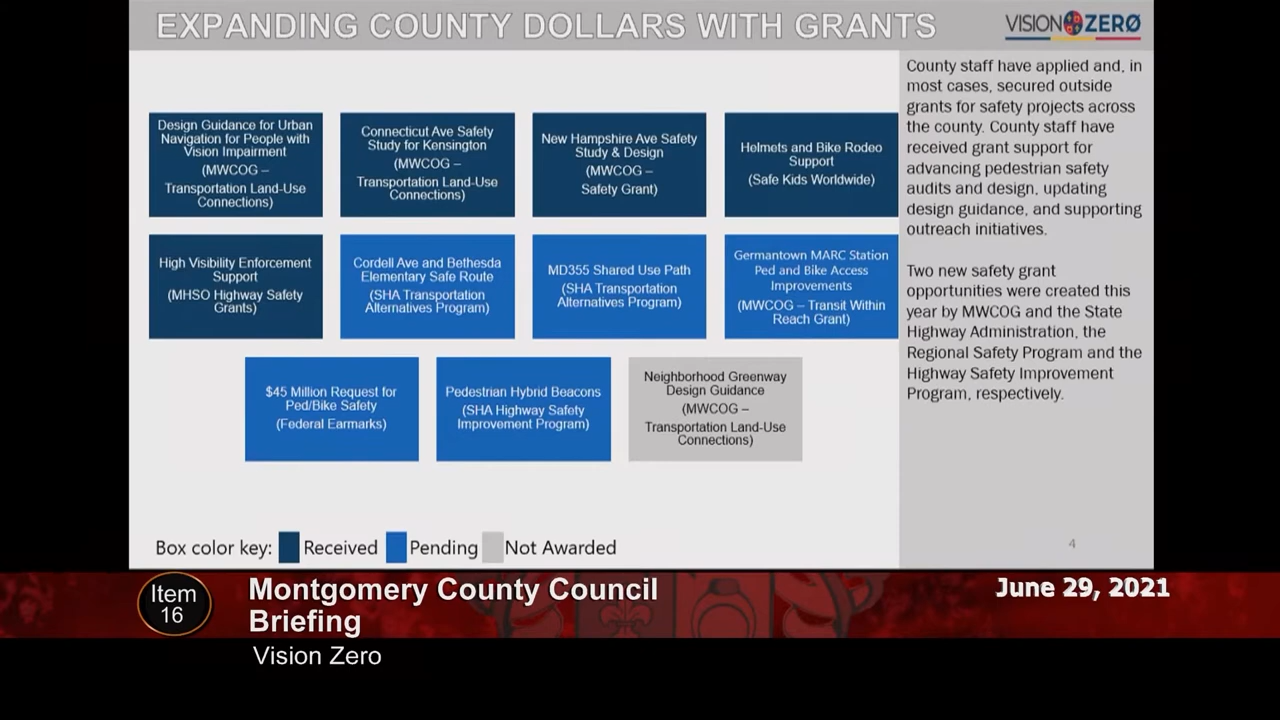 EXPANDING COUNTY DOLLARS WITH GRANTS
VISION ZERØ
Design Guidance for Urban
Navigation for People with
Vision Impairment
(MWCOG –
Transportation Land-Use
Connections)
Connecticut Ave Safety
Study for Kensington
(MWCOG –
Transportation Land-Use
Connections)
New Hampshire Ave Safety
Study & Design
(MWCOG –
Safety Grant)
Helmets and Bike Rodeo
Support
(Safe Kids Worldwide)
High Visibility Enforcement
Support
(MHSO Highway Safety
Grants)
Cordell Ave and Bethesda
Elementary Safe Route
(SHA Transportation
Alternatives Program)
MD355 Shared Use Path
(SHA Transportation
Alternatives Program)
Germantown MARC Station
Ped and Bike Access
Improvements
(MWCOG – Transit Within
Reach Grant)
$45 Million Request for
Ped/Bike Safety
(Federal Earmarks)
Pedestrian Hybrid Beacons
(SHA Highway Safety
Improvement Program)
Neighborhood Greenway
Design Guidance
(MWCOG –
Transportation Land-Use
Connections)
Box color key: Received Pending Not Awarded
County staff have applied and, in
most cases, secured outside
grants for safety projects across
the county. County staff have
received grant support for
advancing pedestrian safety
audits and design, updating
design guidance, and supporting
outreach initiatives.
Two new safety grant
opportunities were created this
year by MWCOG and the State
Highway Administration, the
Regional Safety Program and the
Highway Safety Improvement
Program, respectively.
4
Item
16
Montgomery County Council
Briefing
Vision Zero
June 29, 2021